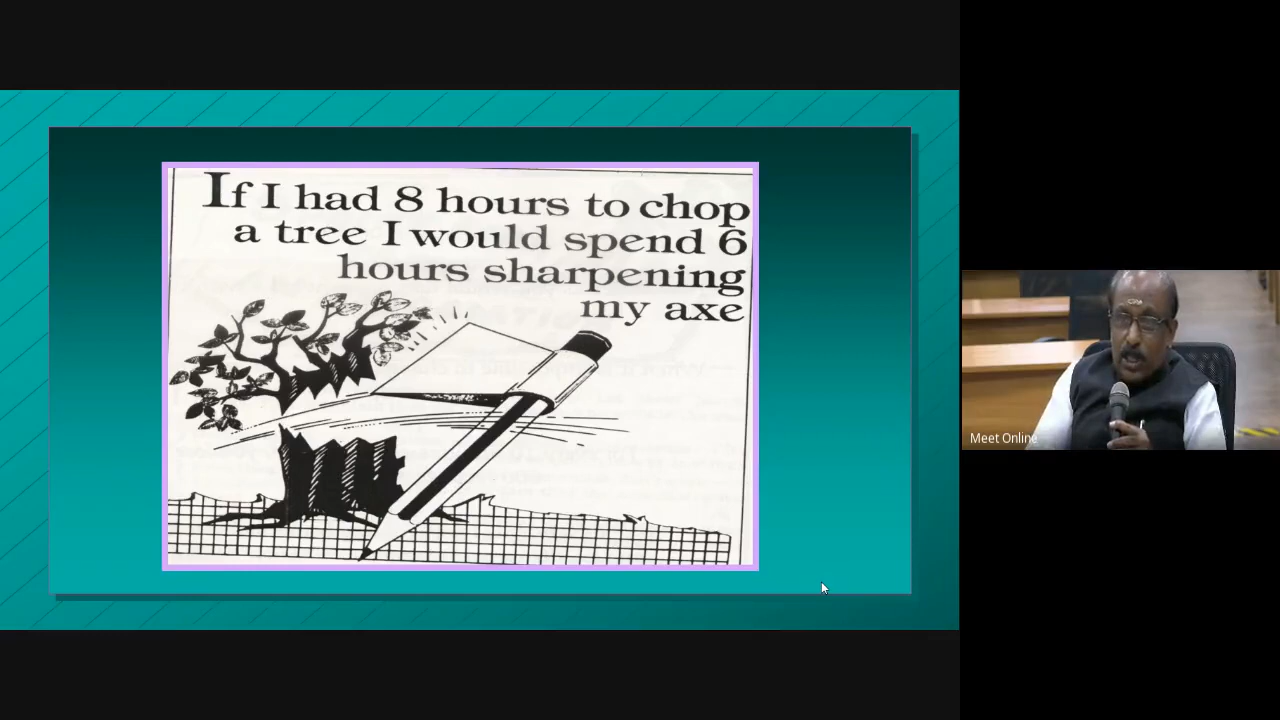 If I had 8 hours to chop
a tree I would spend 6
hours sharpening
my axe
Meet Online